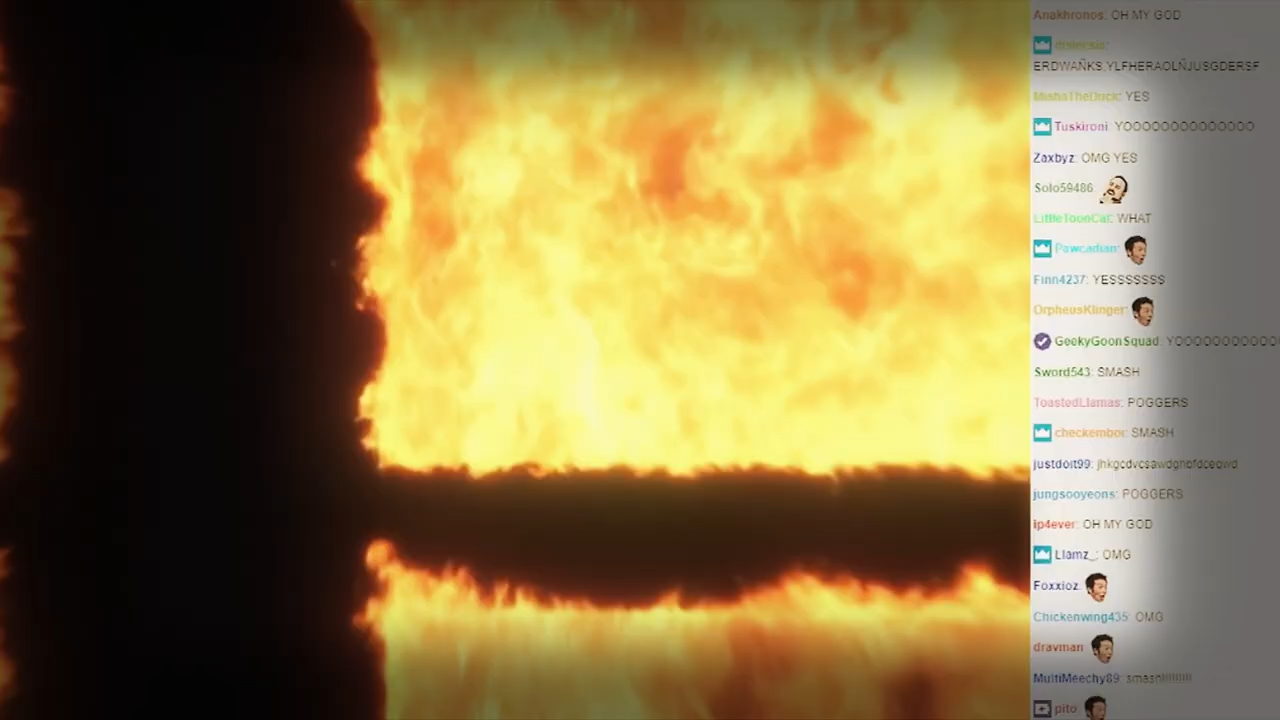 Anakhronos: OH MY GOD
ERDWAÑKS,YLFHERAOLÑJUSGDERSF
MishaTheDuck: YES
Tuskironi: YOOOOOOOOOOOOOO
Zaxbyz: OMG YES
Solo59486:
LittleToonCat: WHAT
Pawcadian:
Finn4237: YESSSSSSS
OrpheusKlinger:
GeekyGoonSquad: YOOOOOOOOOOO
Sword543: SMASH
ToastedLlamas: POGGERS
checkember: SMASH
justdoit99:
jungsooyeons: POGGERS
ip4ever: OH MY GOD
Llamz_: OMG
Foxxioz:
Chickenwing435: OMG
dravman
MultiMeechy89: smash!!!!!!!!!
pito